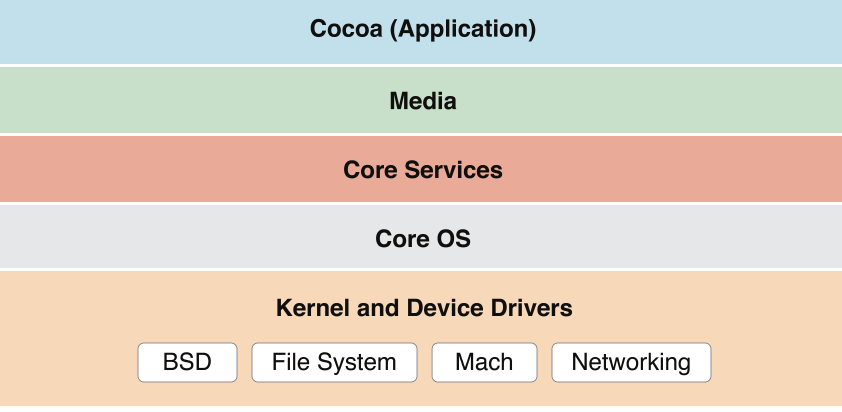 Cocoa (Application)
Media
Core Services
Core OS
Kernel and Device Drivers
BSD File System Mach Networking